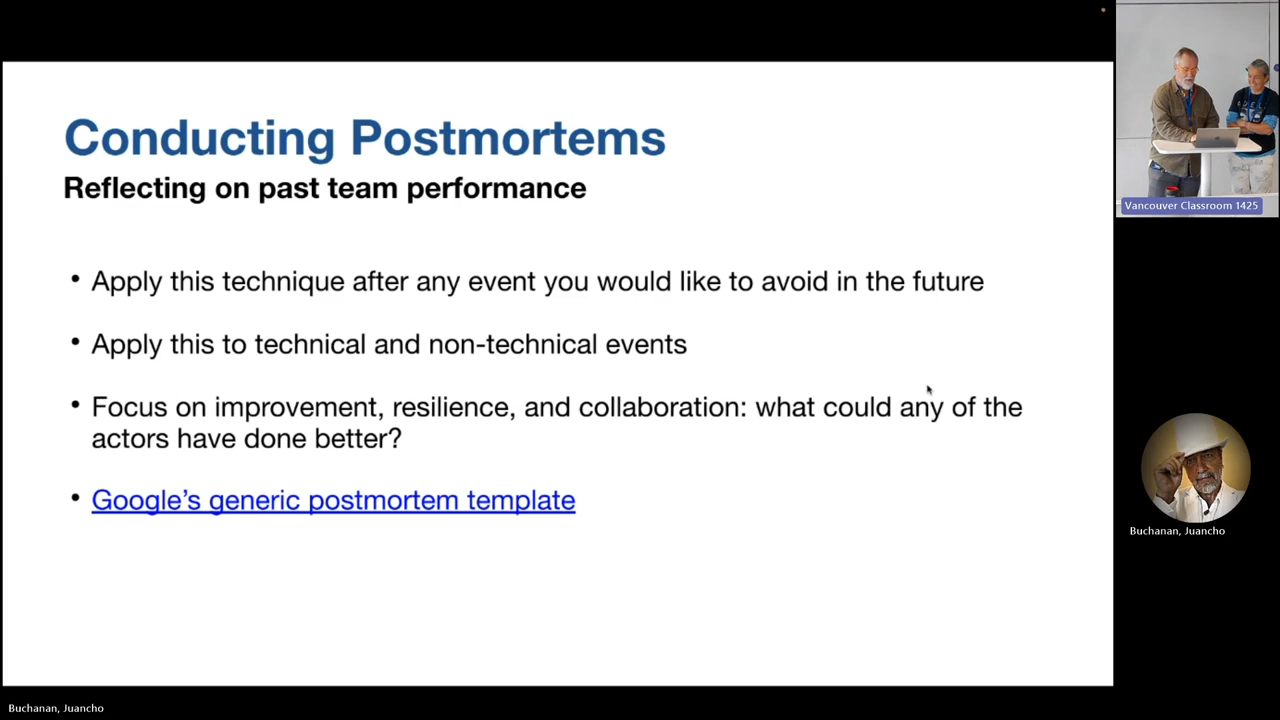 Conducting Postmortems
Reflecting on past team performance
• Apply this technique after any event you would like to avoid in the future
• Apply this to technical and non-technical events
• Focus on improvement, resilience, and collaboration: what could any of the
actors have done better?
• Google’s generic postmortem template
Vancouver Classroom 1425
Buchanan, Juancho
Buchanan, Juancho